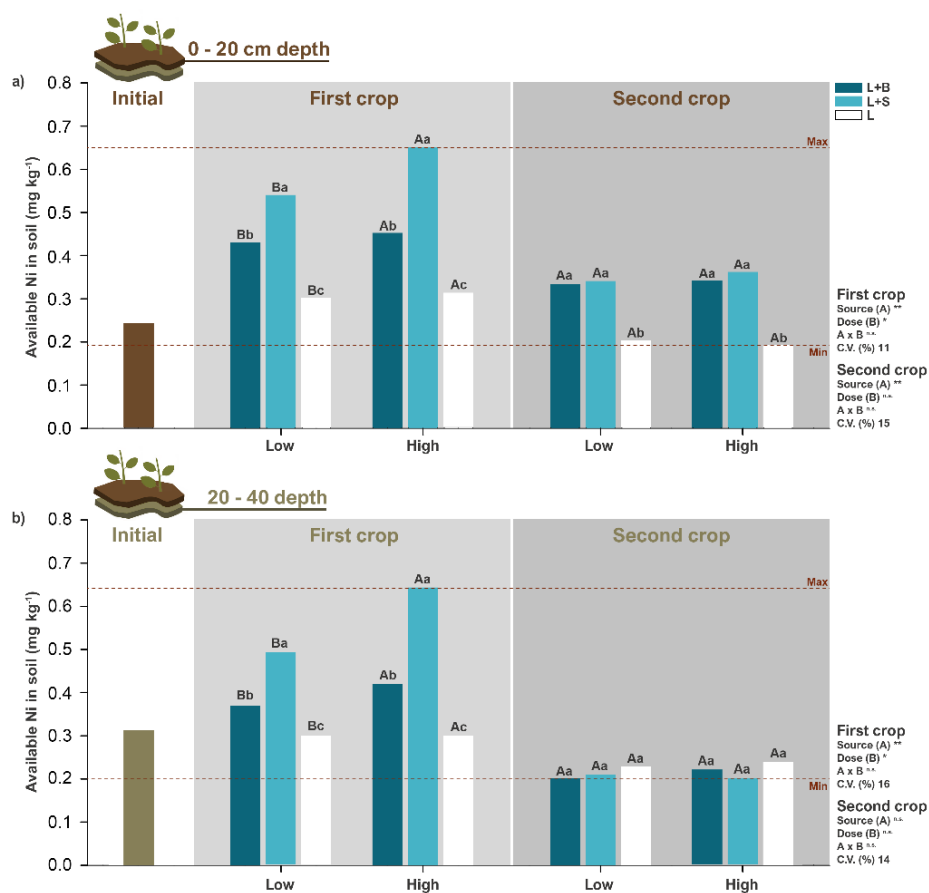 0 - 20 cm depth
a)
Initial
First crop
Second crop
L+B
L+S
L
Available Ni in soil (mg kg⁻¹)
0.8
0.7
0.6
0.5
0.4
0.3
0.2
0.1
0.0
Max
Min
Bb
Ba
Bc
Ab
Aa
Ac
Aa
Aa
Ab
Aa
Aa
Ab
Low
High
Low
High
First crop
Source (A) **
Dose (B) *
A x B n.s.
C.V. (%) 11
Second crop
Source (A) **
Dose (B) n.s.
A x B n.s.
C.V. (%) 15
20 - 40 depth
b)
Initial
First crop
Second crop
Available Ni in soil (mg kg⁻¹)
0.8
0.7
0.6
0.5
0.4
0.3
0.2
0.1
0.0
Max
Min
Bb
Ba
Bc
Ab
Aa
Ac
Aa
Aa
Aa
Aa
Aa
Aa
Low
High
Low
High
First crop
Source (A) **
Dose (B) *
A x B n.s.
C.V. (%) 16
Second crop
Source (A) n.s.
Dose (B) n.s.
A x B n.s.
C.V. (%) 14